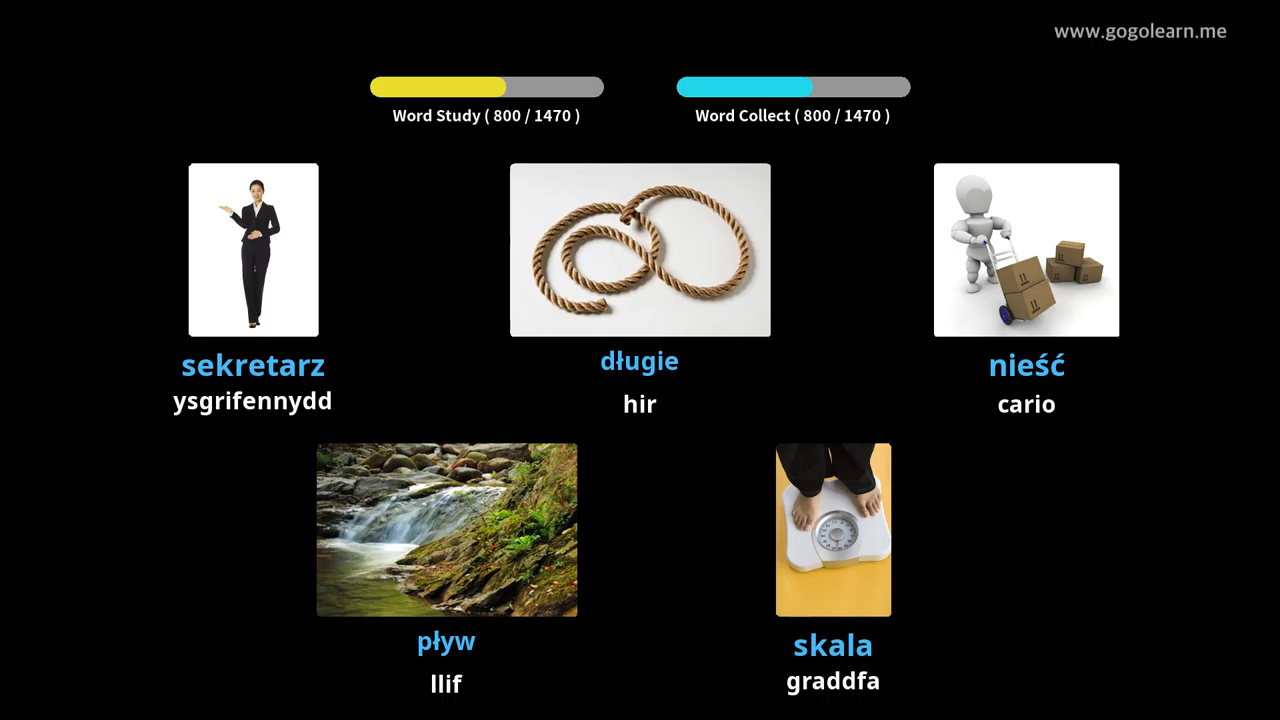 www.gogolearn.me
Word Study ( 800 / 1470 )
Word Collect ( 800 / 1470 )
sekretarz
ysgrifennydd
długie
hir
nieść
cario
pływ
llif
skala
graddfa